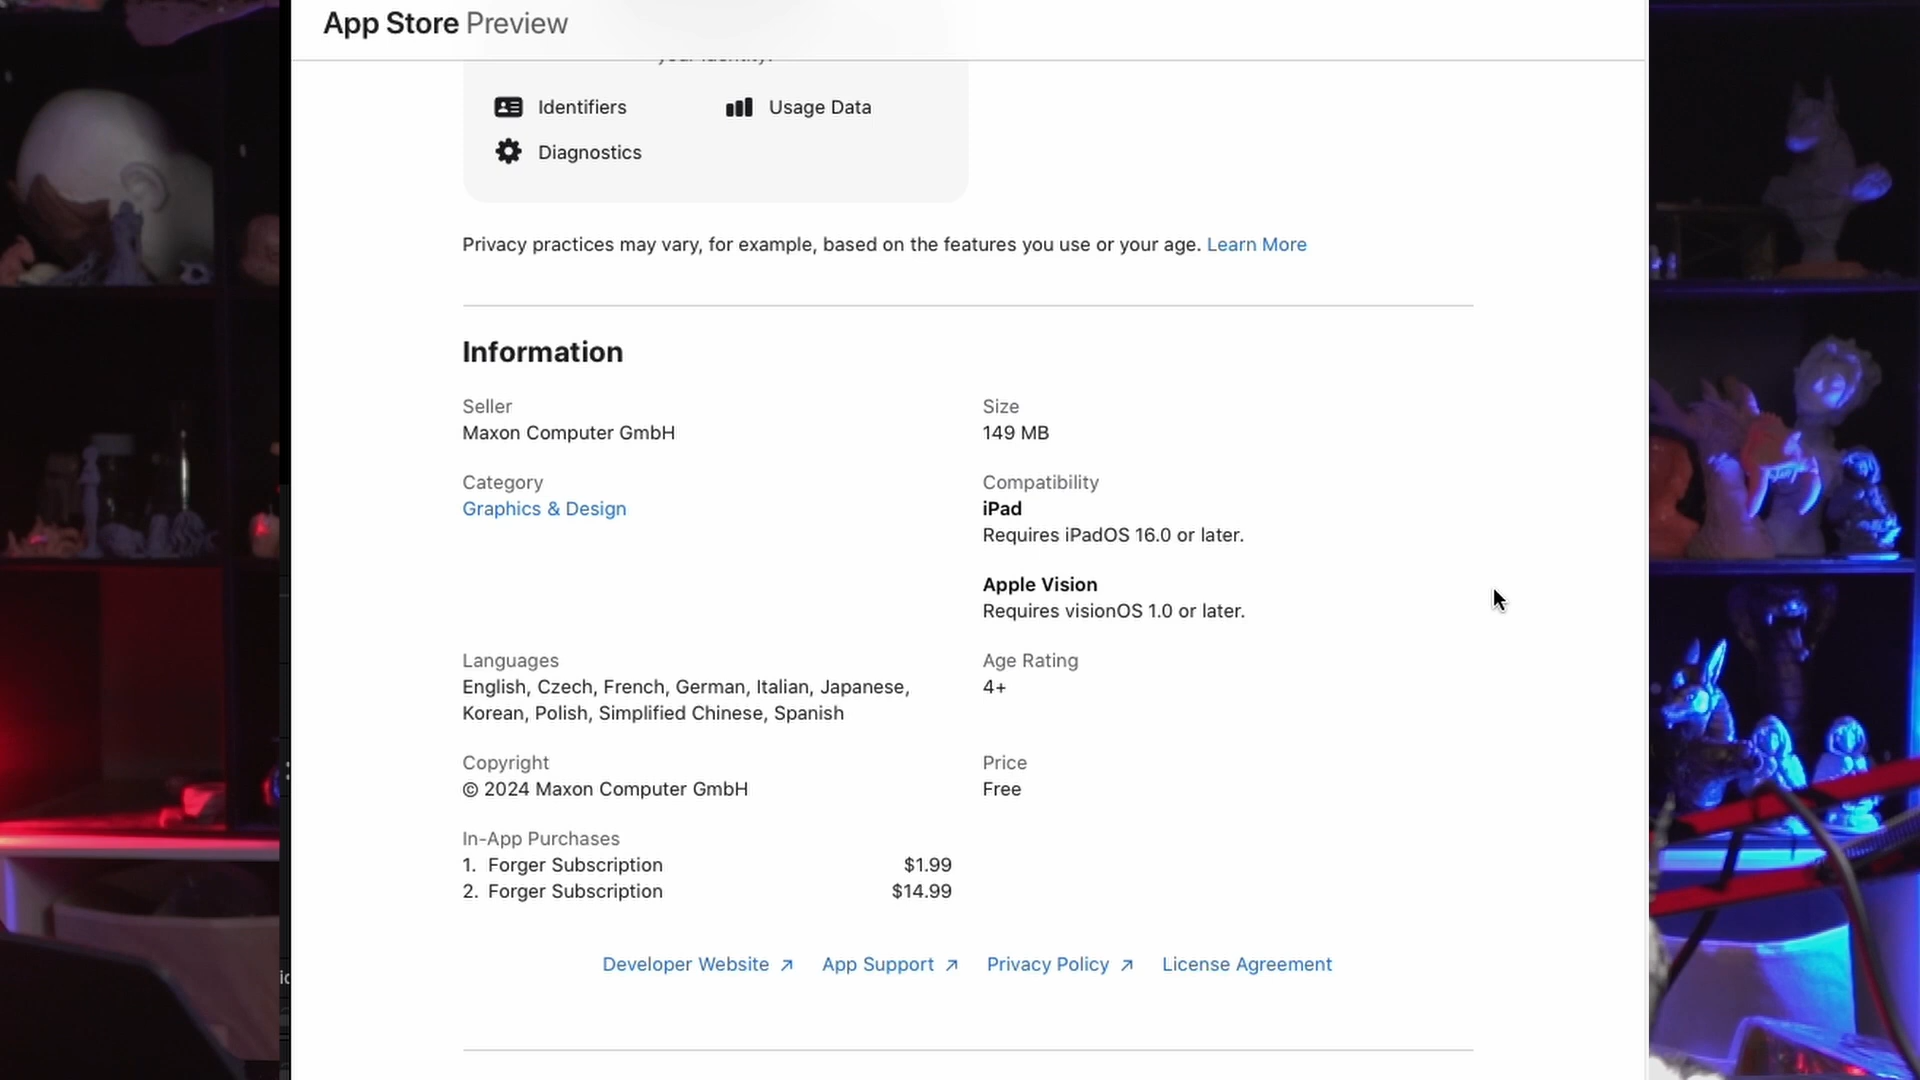 App Store Preview
your identity:
Identifiers
Usage Data
Diagnostics
Privacy practices may vary, for example, based on the features you use or your age. Learn More
Information
Seller
Maxon Computer GmbH
Size
149 MB
Category
Graphics & Design
Compatibility
iPad
Requires iPadOS 16.0 or later.
Apple Vision
Requires visionOS 1.0 or later.
Languages
English, Czech, French, German, Italian, Japanese,
Korean, Polish, Simplified Chinese, Spanish
Age Rating
4+
Copyright
© 2024 Maxon Computer GmbH
Price
Free
In-App Purchases
1. Forger Subscription $1.99
2. Forger Subscription $14.99
Developer Website ↗ App Support ↗ Privacy Policy ↗ License Agreement